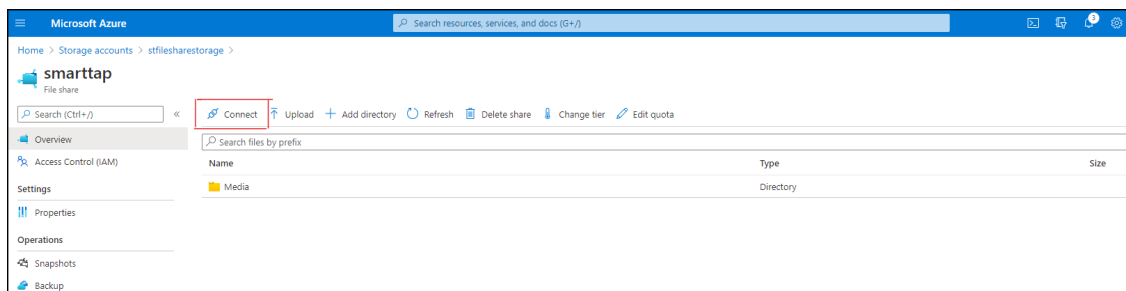 Microsoft Azure
Search resources, services, and docs (G+/)
3
Home > Storage accounts > stfilesharestorage >
smarttap
File share
Search (Ctrl+/)
«
Connect Upload Add directory Refresh Delete share Change tier Edit quota
Overview
Search files by prefix
Access Control (IAM)
Name Type Size
Settings
Media Directory
Properties
Operations
Snapshots
Backup